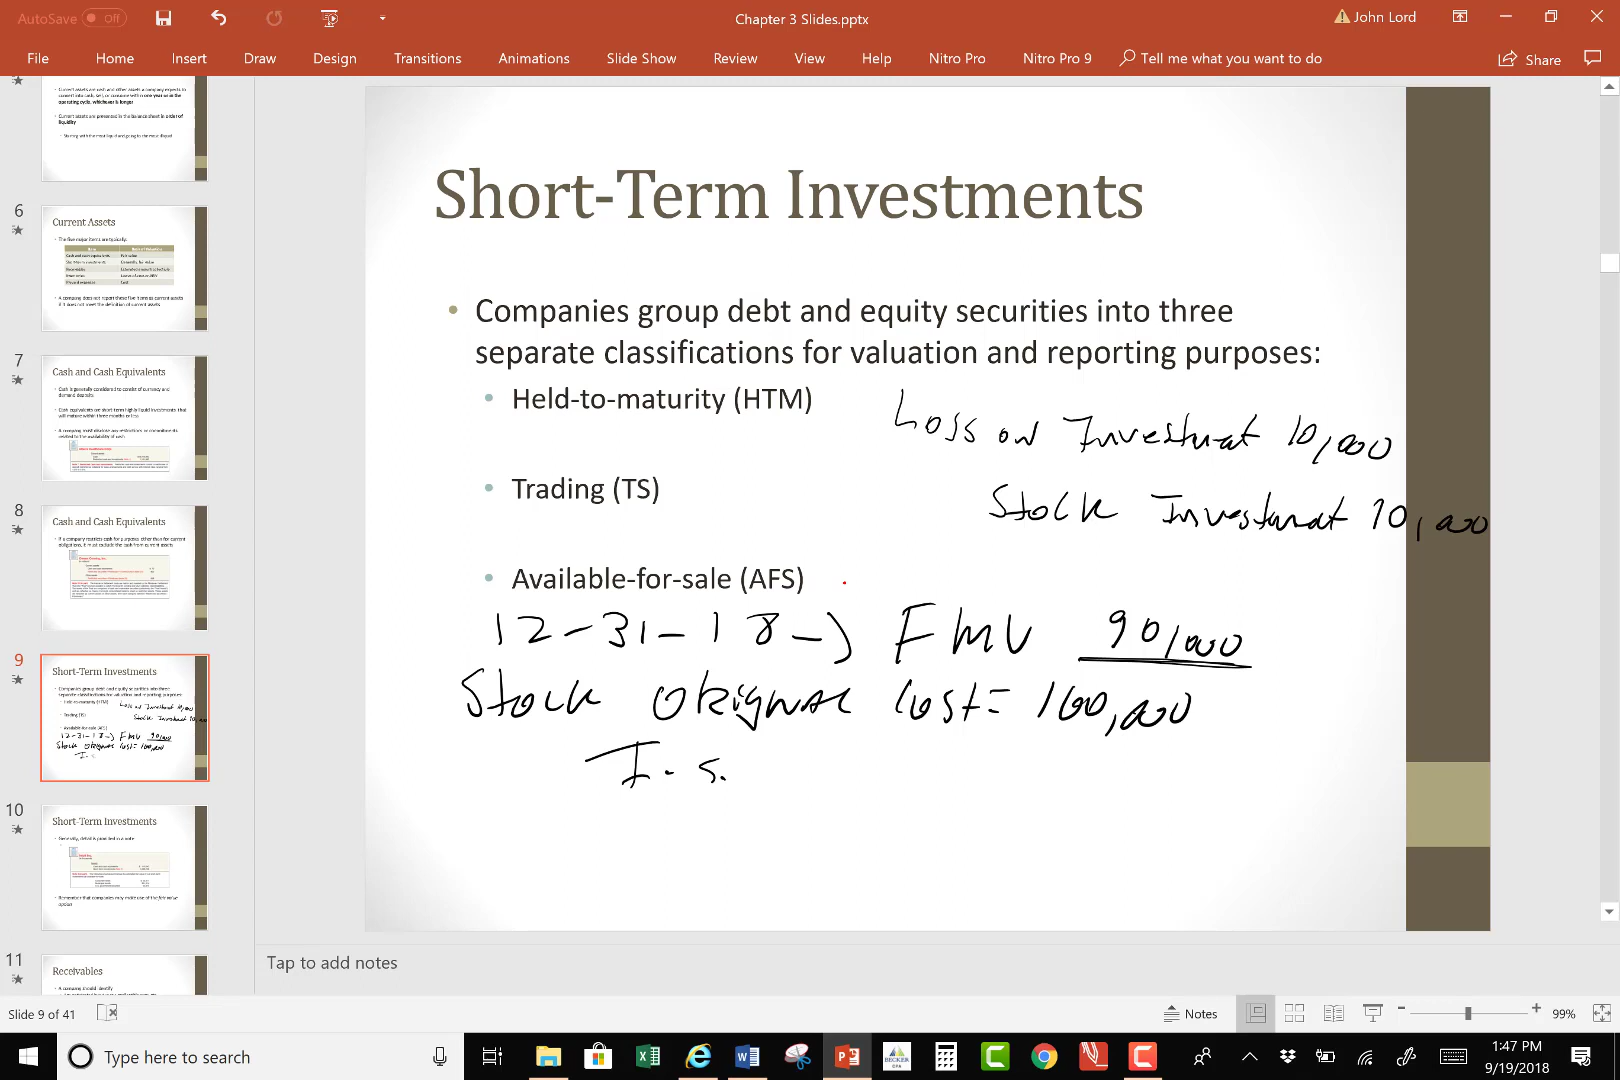 AutoSave Off
Chapter 3 Slides.pptx
John Lord
File Home Insert Draw Design Transitions Animations Slide Show Review View Help Nitro Pro Nitro Pro 9 Tell me what you want to do Share
6
Current Assets
7
Cash and Cash Equivalents
8
Cash and Cash Equivalents
9
Short-Term Investments
10
Short-Term Investments
11
Receivables
Short-Term Investments
• Companies group debt and equity securities into three
separate classifications for valuation and reporting purposes:
• Held-to-maturity (HTM)
Loss on Investment 10,000
• Trading (TS)
Stock Investment 10,000
• Available-for-sale (AFS)
12-31-18 → FMV 90,000
Stock Original Cost = 100,000
I.S.
Tap to add notes
Slide 9 of 41
Notes
99%
Type here to search
BECKER
CPA
1:47 PM
9/19/2018